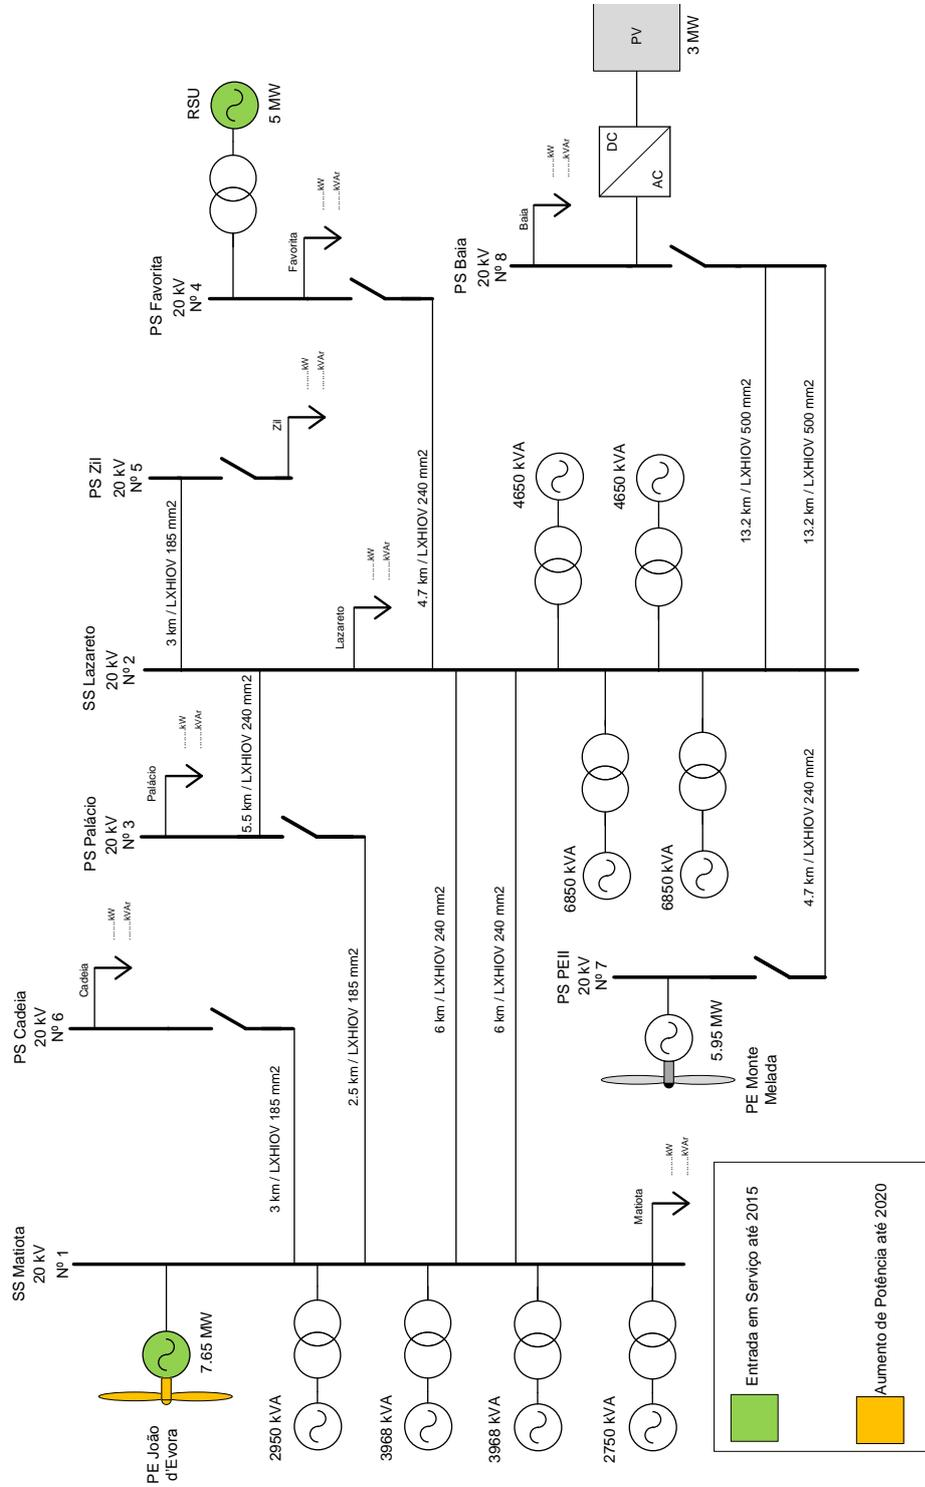 SS Matiota
20 kV
Nº 1
PE João
d'Evora
7.65 MW
2950 kVA
3968 kVA
3968 kVA
2750 kVA
Matiota
........kW
........kVAr
PS Cadeia
20 kV
Nº 6
Cadeia
........kW
........kVAr
3 km / LXHIOV 185 mm2
2.5 km / LXHIOV 185 mm2
6 km / LXHIOV 240 mm2
6 km / LXHIOV 240 mm2
PS Palácio
20 kV
Nº 3
Palácio
........kW
........kVAr
5.5 km / LXHIOV 240 mm2
PS PEII
20 kV
Nº 7
5.95 MW
PE Monte
Melada
4.7 km / LXHIOV 240 mm2
6850 kVA
6850 kVA
SS Lazareto
20 kV
Nº 2
Lazareto
........kW
........kVAr
3 km / LXHIOV 185 mm2
4.7 km / LXHIOV 240 mm2
4650 kVA
4650 kVA
13.2 km / LXHIOV 500 mm2
13.2 km / LXHIOV 500 mm2
PS Zil
20 kV
Nº 5
Zil
........kW
........kVAr
PS Favorita
20 kV
Nº 4
Favorita
........kW
........kVAr
RSU
5 MW
PS Baia
20 kV
Nº 8
Baia
........kW
........kVAr
DC
AC
PV
3 MW
Entrada em Serviço até 2015
Aumento de Potência até 2020